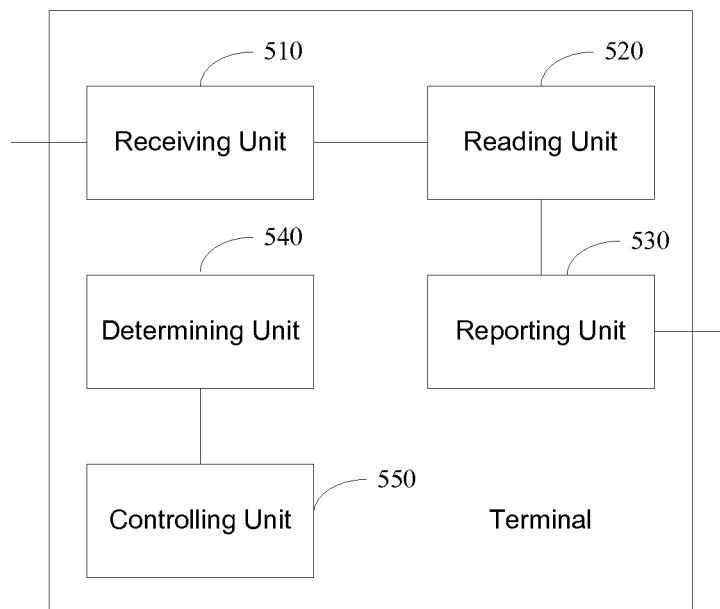 510
520
Receiving Unit
Reading Unit
540
530
Determining Unit
Reporting Unit
550
Controlling Unit
Terminal